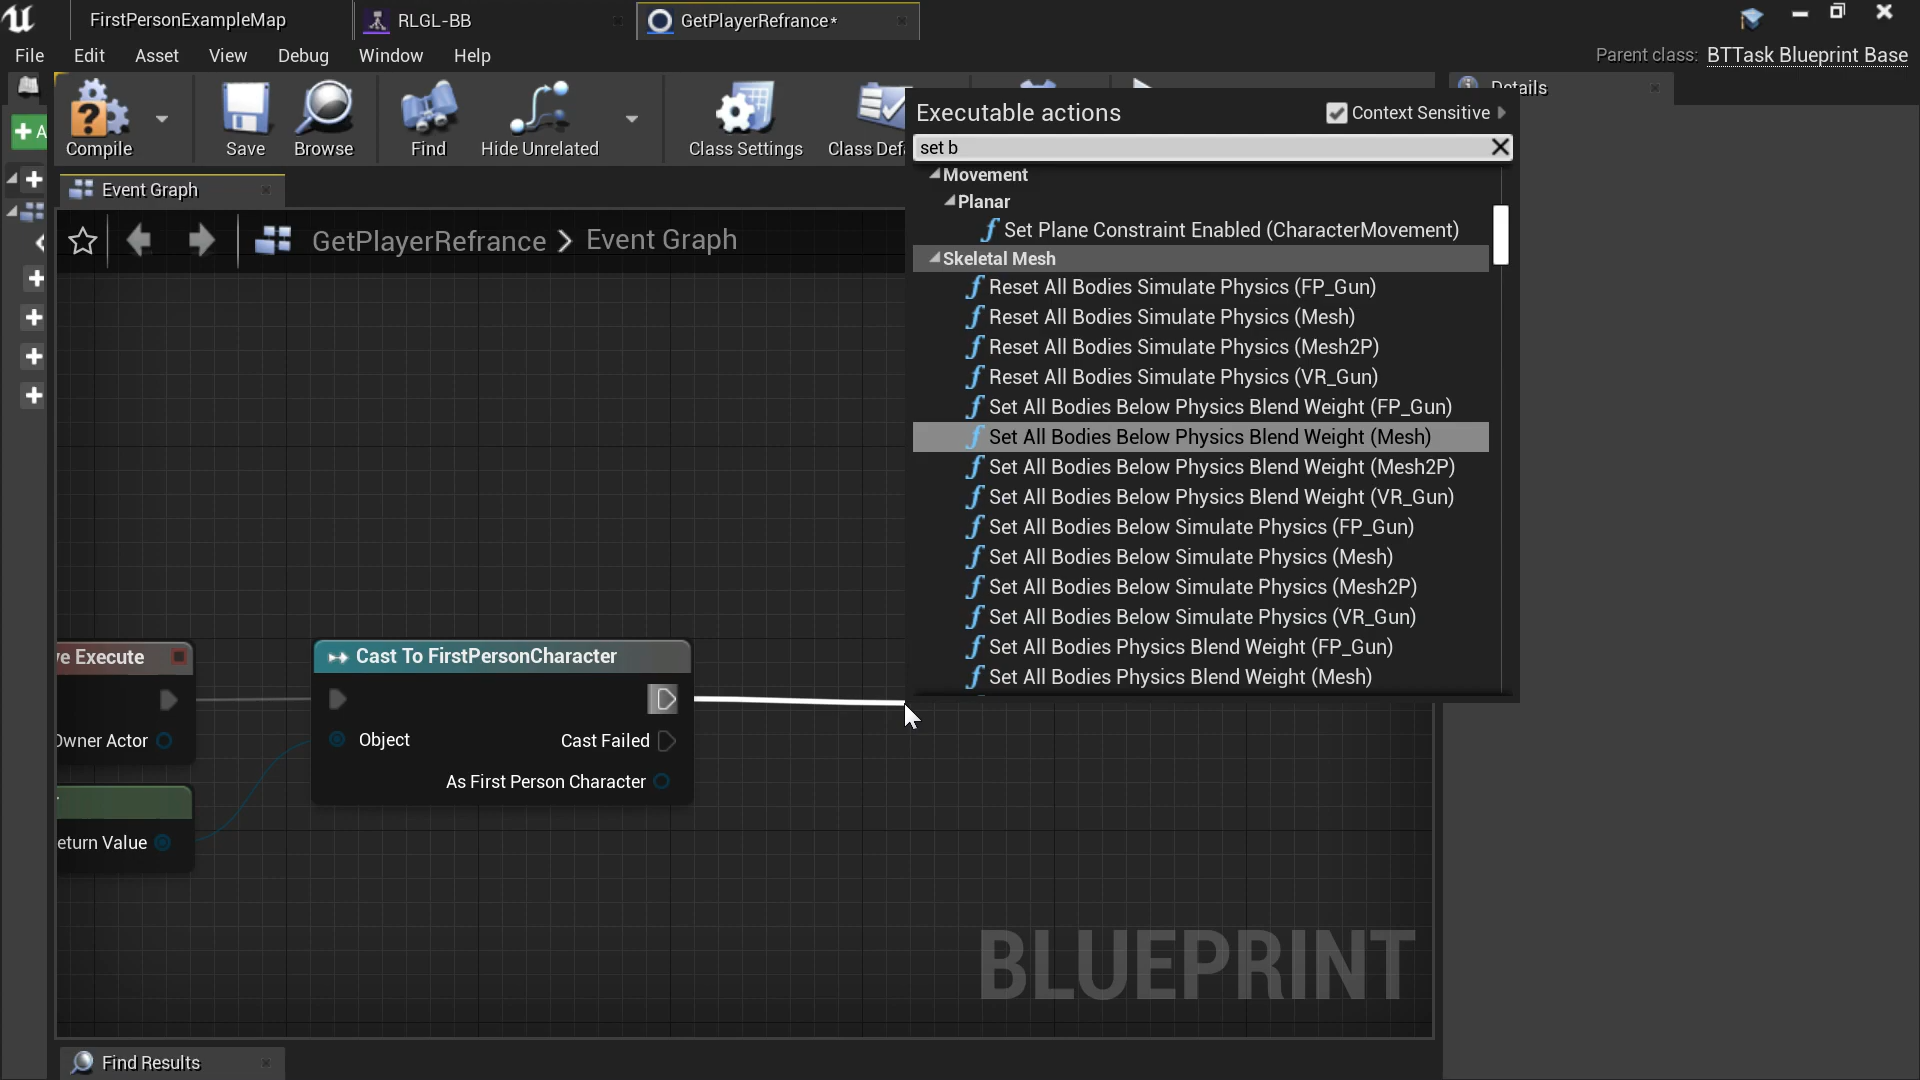 FirstPersonExampleMap
RLGL-BB
GetPlayerRefrance*
File Edit Asset View Debug Window Help
Parent class: BTTask Blueprint Base
Compile
Save
Browse
Find
Hide Unrelated
Class Settings
Class Defa
Details
Executable actions
Context Sensitive
set b
Movement
Planar
Set Plane Constraint Enabled (CharacterMovement)
Skeletal Mesh
Reset All Bodies Simulate Physics (FP_Gun)
Reset All Bodies Simulate Physics (Mesh)
Reset All Bodies Simulate Physics (Mesh2P)
Reset All Bodies Simulate Physics (VR_Gun)
Set All Bodies Below Physics Blend Weight (FP_Gun)
Set All Bodies Below Physics Blend Weight (Mesh)
Set All Bodies Below Physics Blend Weight (Mesh2P)
Set All Bodies Below Physics Blend Weight (VR_Gun)
Set All Bodies Below Simulate Physics (FP_Gun)
Set All Bodies Below Simulate Physics (Mesh)
Set All Bodies Below Simulate Physics (Mesh2P)
Set All Bodies Below Simulate Physics (VR_Gun)
Set All Bodies Physics Blend Weight (FP_Gun)
Set All Bodies Physics Blend Weight (Mesh)
A
Event Graph
GetPlayerRefrance > Event Graph
ve Execute
Owner Actor
eturn Value
Cast To FirstPersonCharacter
Object
Cast Failed
As First Person Character
BLUEPRINT
Find Results